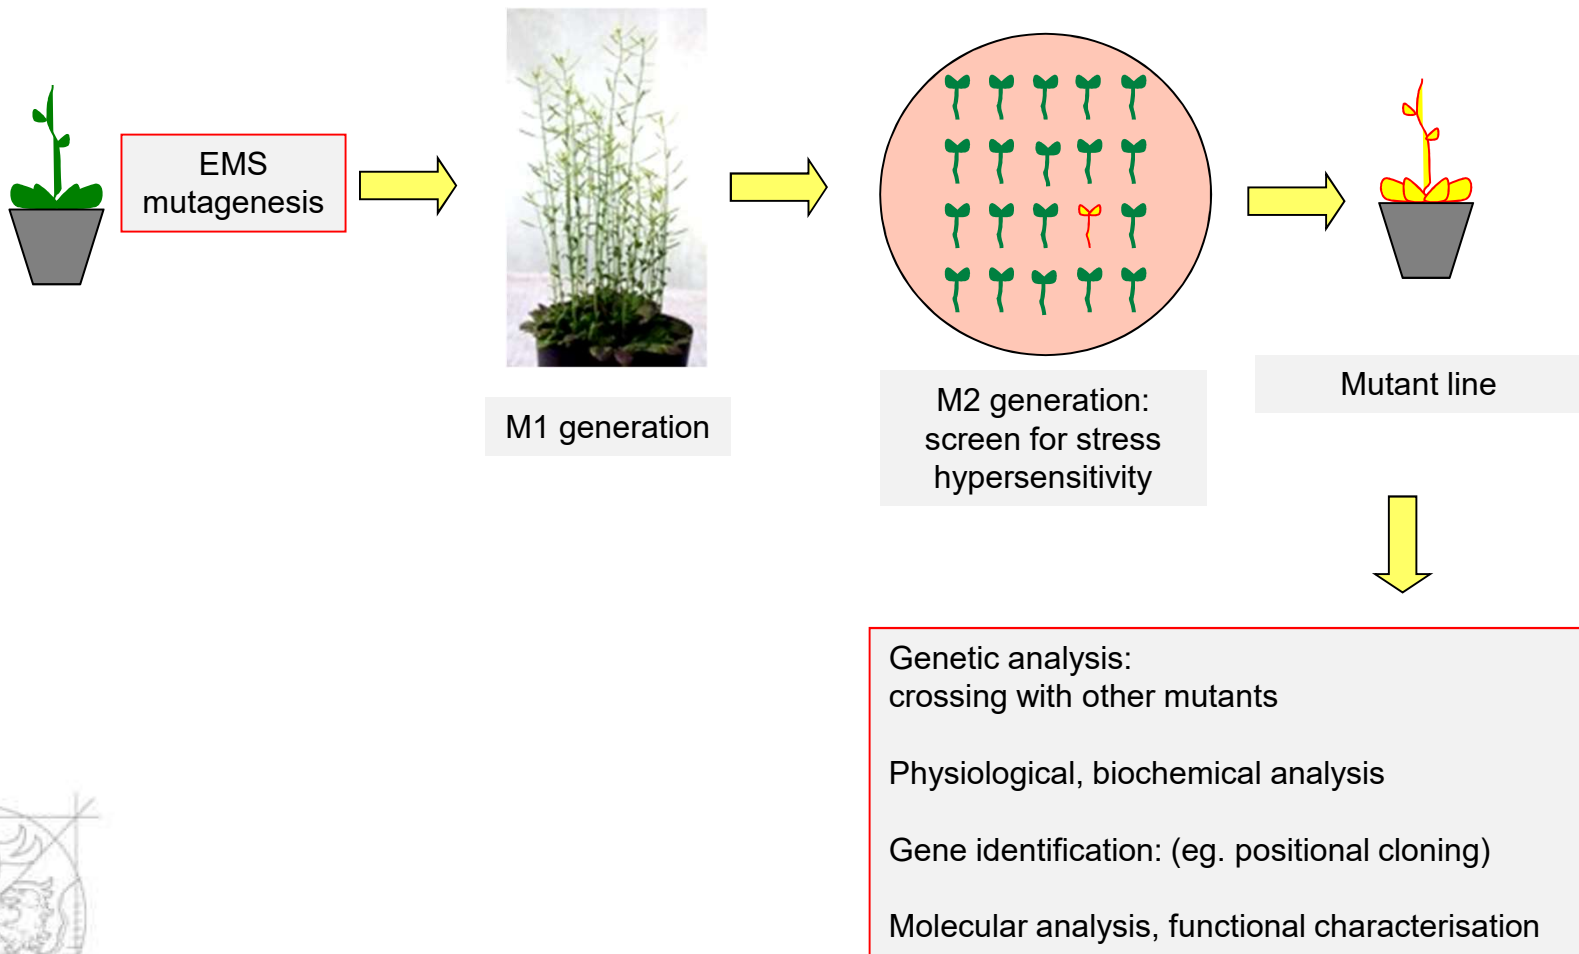 EMS
mutagenesis
M1 generation
M2 generation:
screen for stress
hypersensitivity
Mutant line
Genetic analysis:
crossing with other mutants
Physiological, biochemical analysis
Gene identification: (eg. positional cloning)
Molecular analysis, functional characterisation